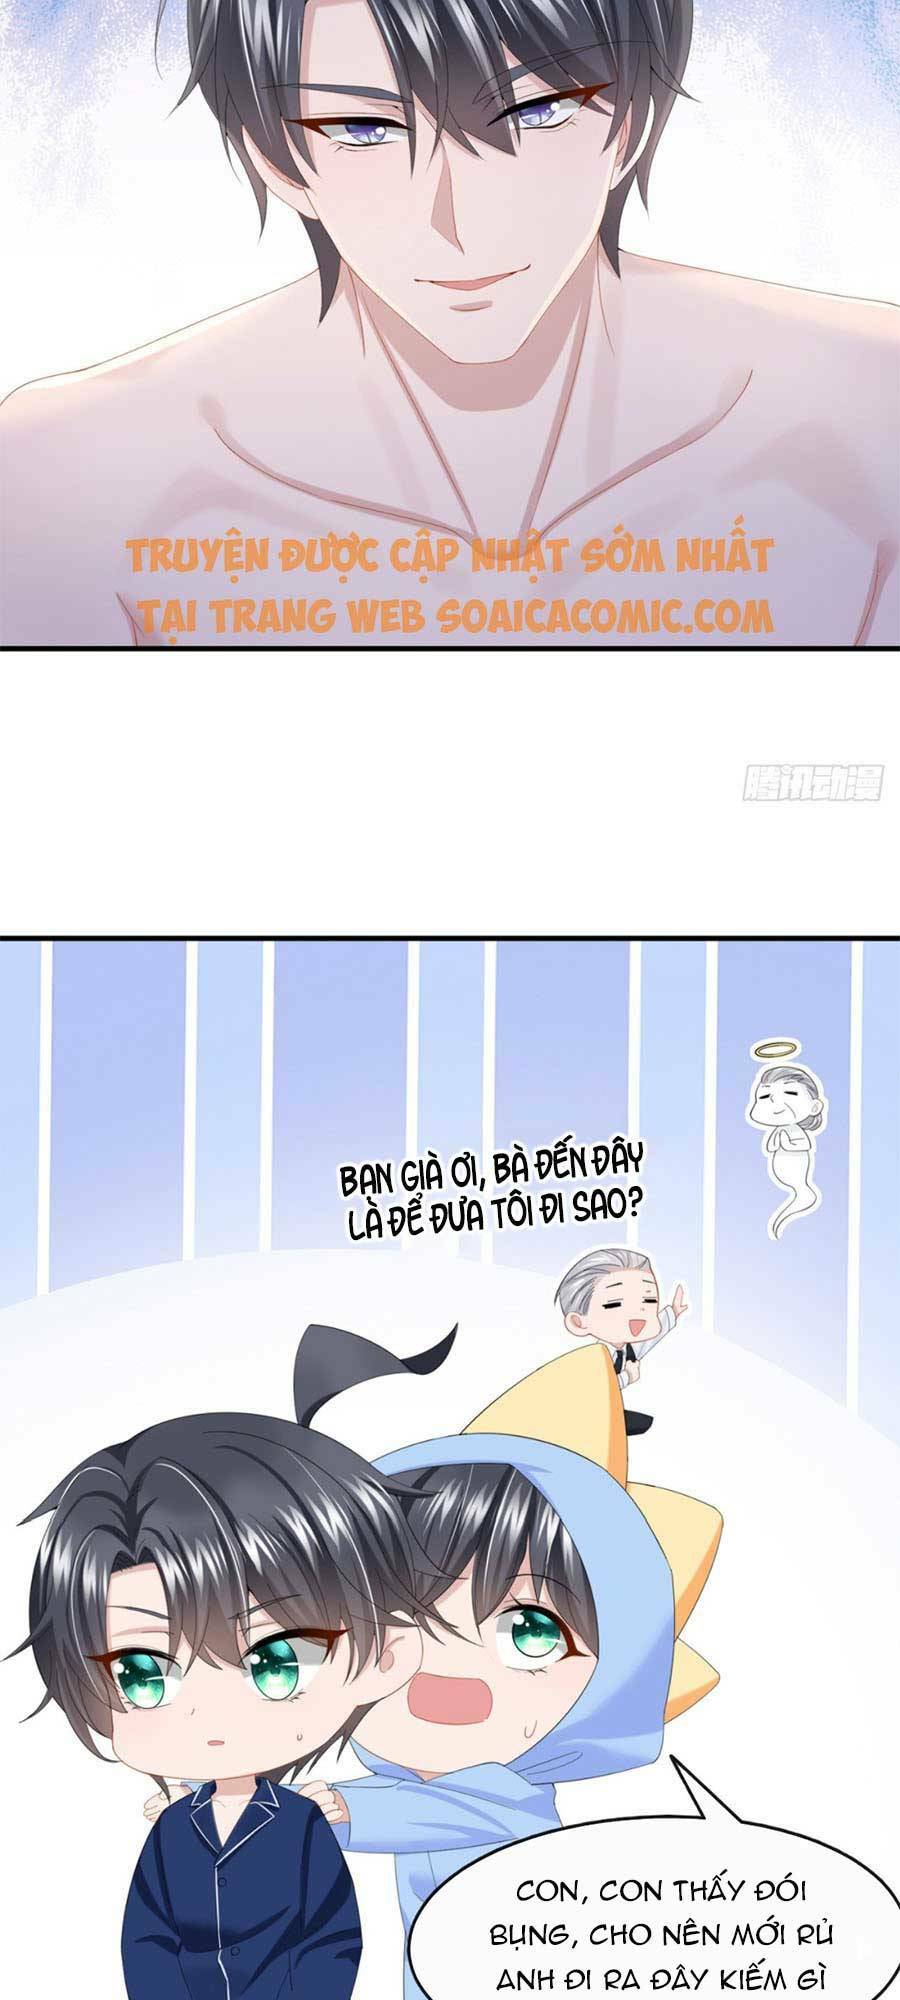 TRUYỆN ĐƯỢC CẬP NHẬT SỚM NHẤT
TẠI TRANG WEB SOAICACOMIC.COM
腾讯动漫
BẠN GIÀ ƠI, BÀ ĐẾN ĐÂY
LÀ ĐỂ ĐƯA TÔI ĐI SAO?
CON, CON THẤY ĐÓI
BỤNG, CHO NÊN MỚI RỦ
ANH ĐI RA ĐÂY KIẾM GÌ